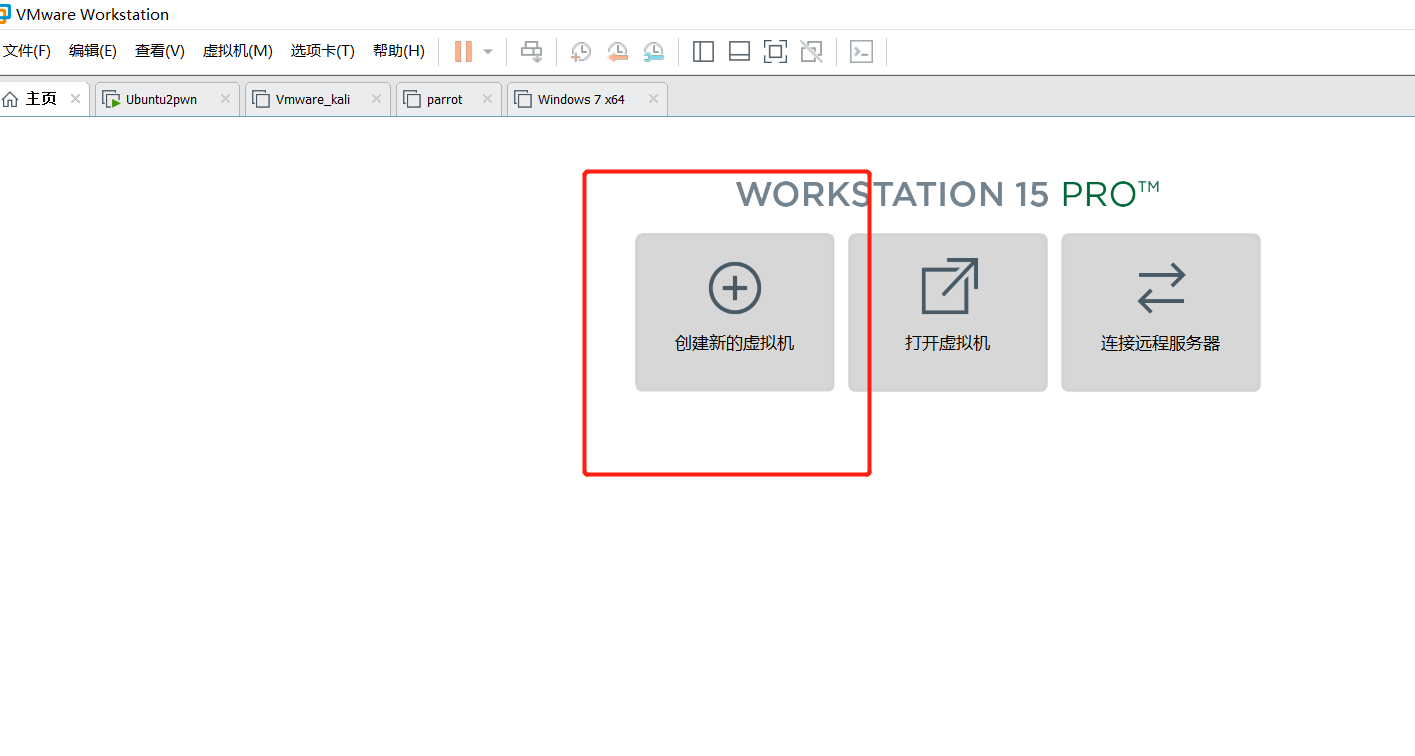 VMware Workstation
文件(F) 编辑(E) 查看(V) 虚拟机(M) 选项卡(T) 帮助(H)
主页 Ubuntu2pwn Vmware_kali parrot Windows 7 x64
WORKSTATION 15 PRO™
创建新的虚拟机 打开虚拟机 连接远程服务器